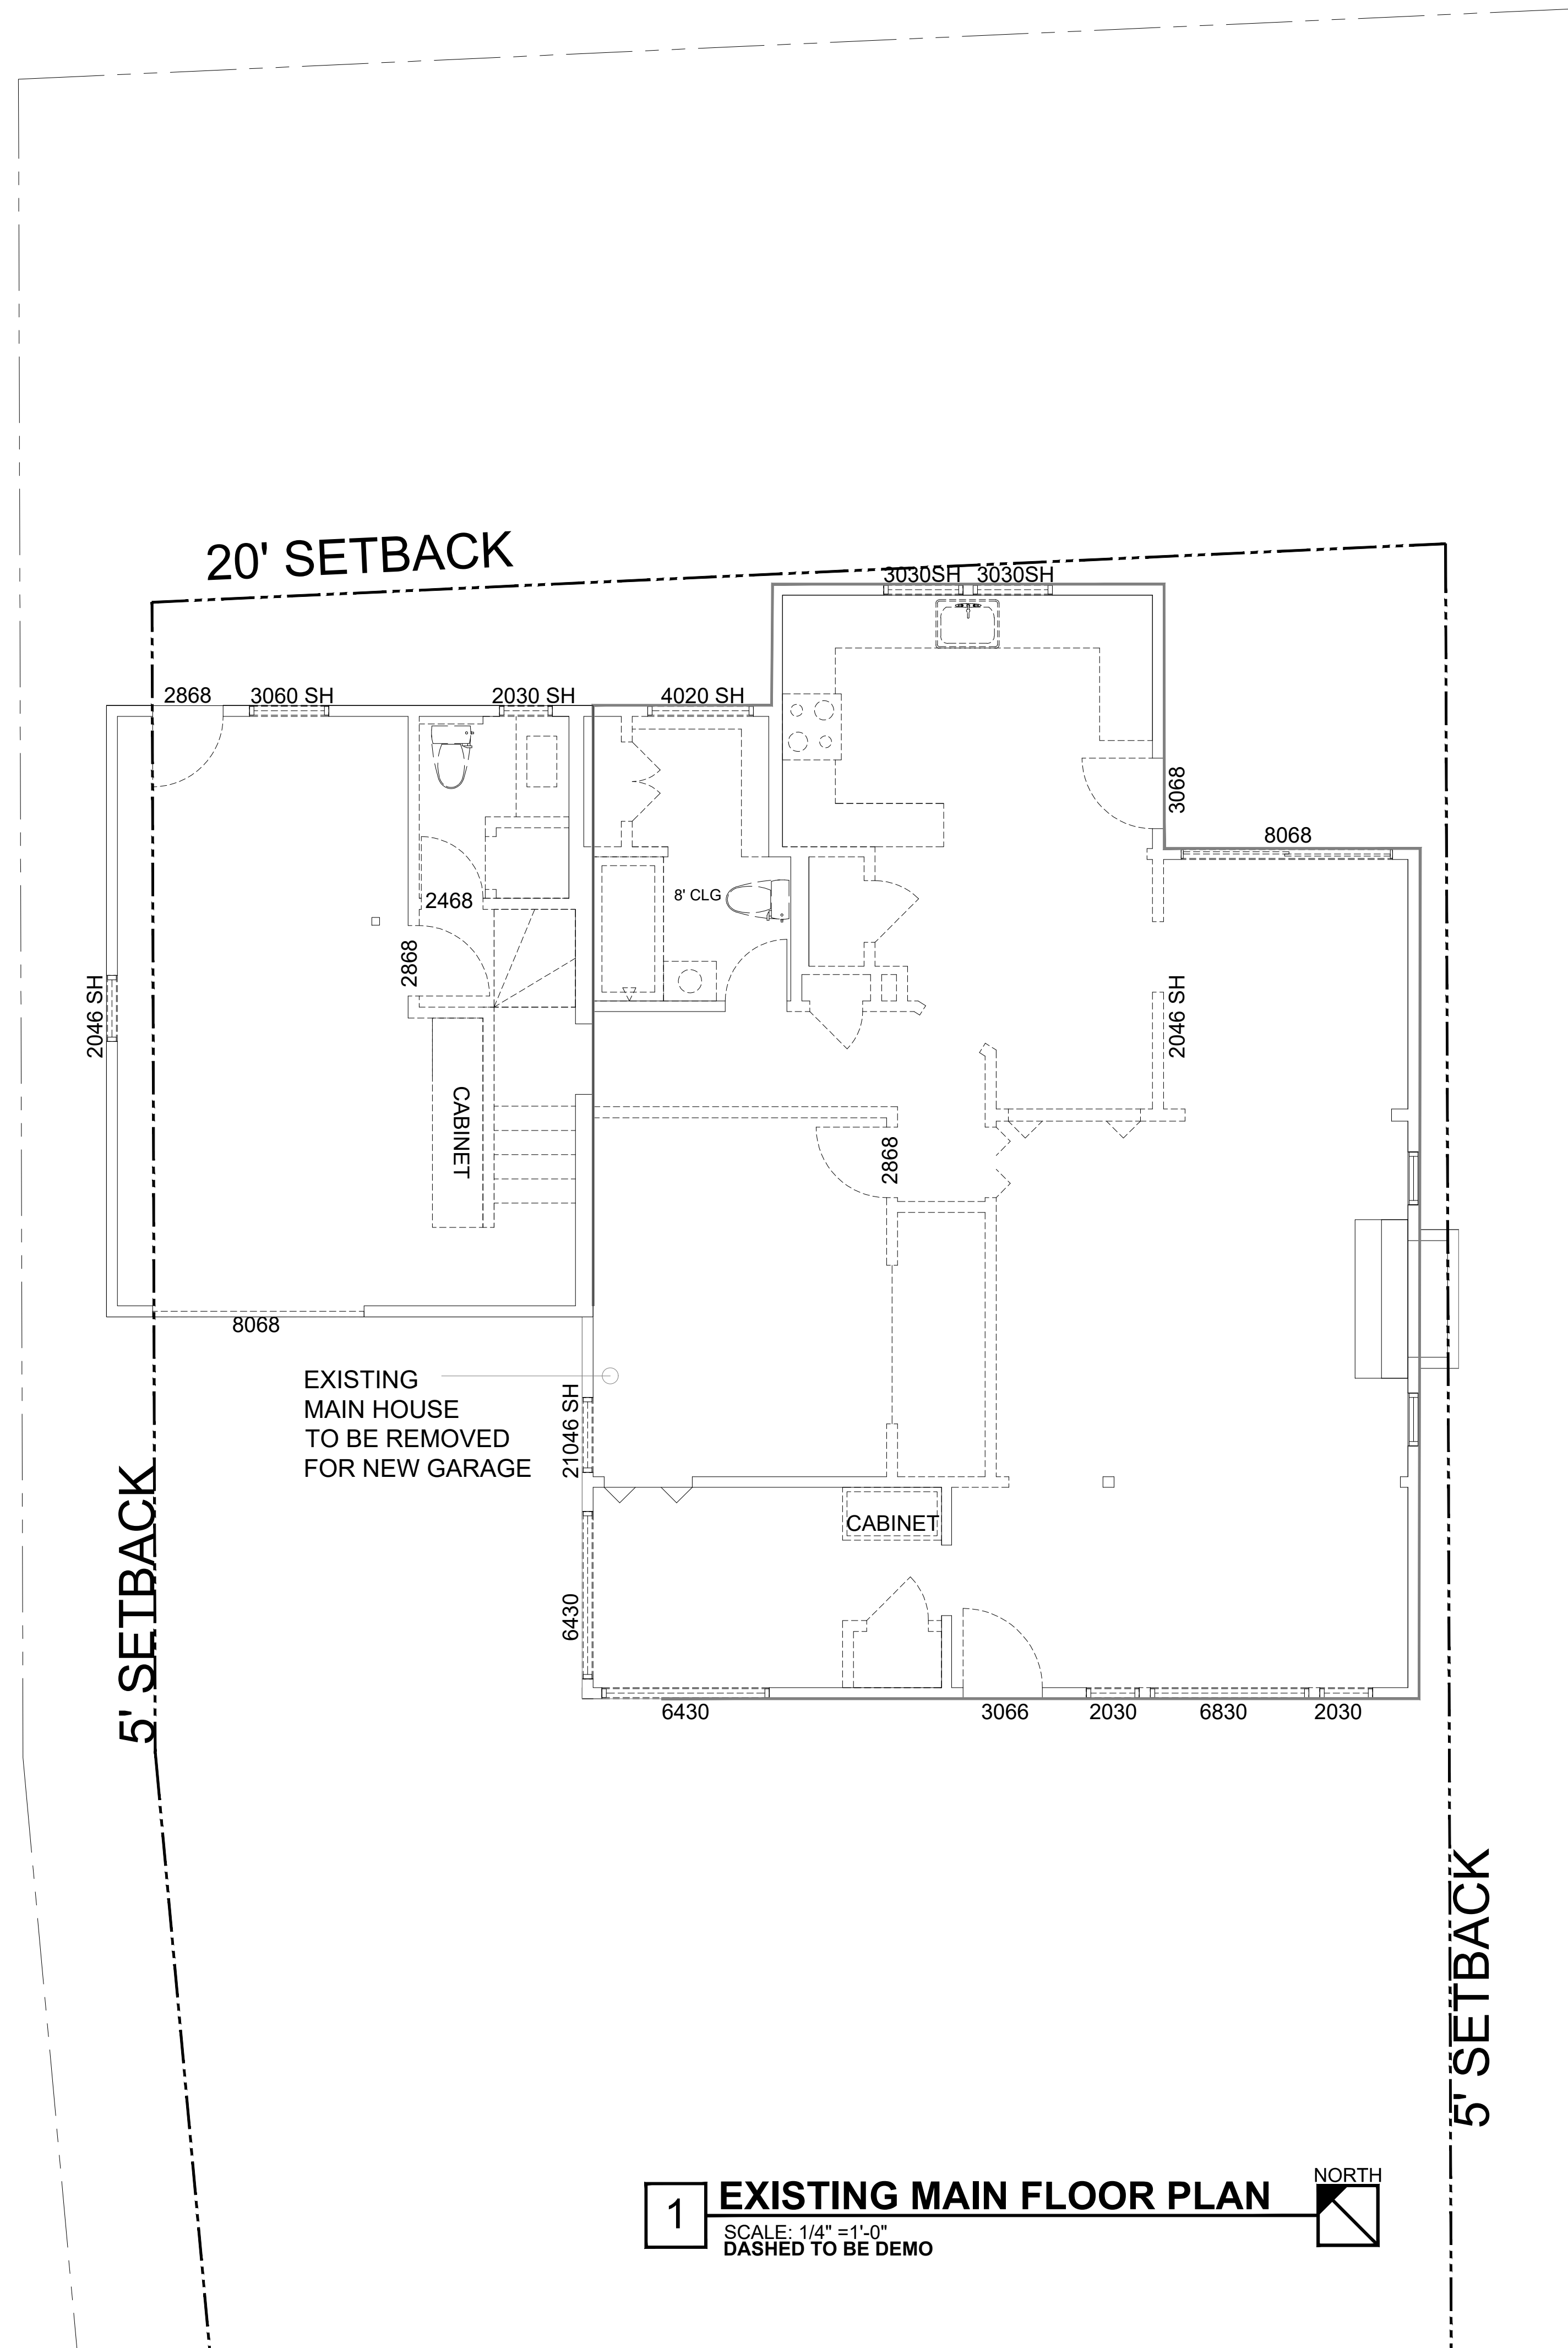 20' SETBACK
3030SH 3030SH
2868
3060 SH
2030 SH
4020 SH
3068
8068
2468
8' CLG
2868
2046 SH
2046 SH
CABINET
2868
8068
EXISTING
MAIN HOUSE
TO BE REMOVED
FOR NEW GARAGE
21046 SH
CABINET
6430
5' SETBACK
6430
3066
2030
6830
2030
5' SETBACK
1
EXISTING MAIN FLOOR PLAN
NORTH
SCALE: 1/4" =1'-0"
DASHED TO BE DEMO